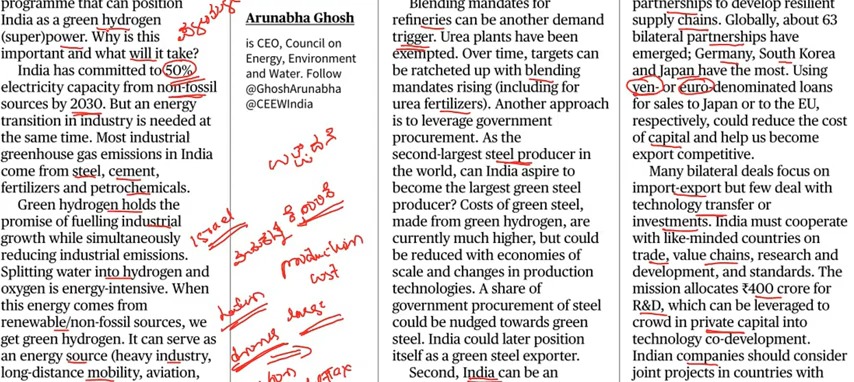 programme that can position
India as a green hydrogen
(super)power. Why is this
important and what will it take?
India has committed to 50%
electricity capacity from non-fossil
sources by 2030. But an energy
transition in industry is needed at
the same time. Most industrial
greenhouse gas emissions in India
come from steel, cement,
fertilizers and petrochemicals.
Green hydrogen holds the
promise of fuelling industrial
growth while simultaneously
reducing industrial emissions.
Splitting water into hydrogen and
oxygen is energy-intensive. When
this energy comes from
renewable/non-fossil sources, we
get green hydrogen. It can serve as
an energy source (heavy industry,
long-distance mobility, aviation,
Arunabha Ghosh
is CEO, Council on
Energy, Environment
and Water. Follow
@GhoshArunabha
@CEEWIndia
Israel
production
cost
large
drones
Blending mandates for
refineries can be another demand
trigger. Urea plants have been
exempted. Over time, targets can
be ratcheted up with blending
mandates rising (including for
urea fertilizers). Another approach
is to leverage government
procurement. As the
second-largest steel producer in
the world, can India aspire to
become the largest green steel
producer? Costs of green steel,
made from green hydrogen, are
currently much higher, but could
be reduced with economies of
scale and changes in production
technologies. A share of
government procurement of steel
could be nudged towards green
steel. India could later position
itself as a green steel exporter.
Second, India can be an
partnerships to develop resilient
supply chains. Globally, about 63
bilateral partnerships have
emerged; Germany, South Korea
and Japan have the most. Using
yen- or euro-denominated loans
for sales to Japan or to the EU,
respectively, could reduce the cost
of capital and help us become
export competitive.
Many bilateral deals focus on
import-export but few deal with
technology transfer or
investments. India must cooperate
with like-minded countries on
trade, value chains, research and
development, and standards. The
mission allocates ₹400 crore for
R&D, which can be leveraged to
crowd in private capital into
technology co-development.
Indian companies should consider
joint projects in countries with